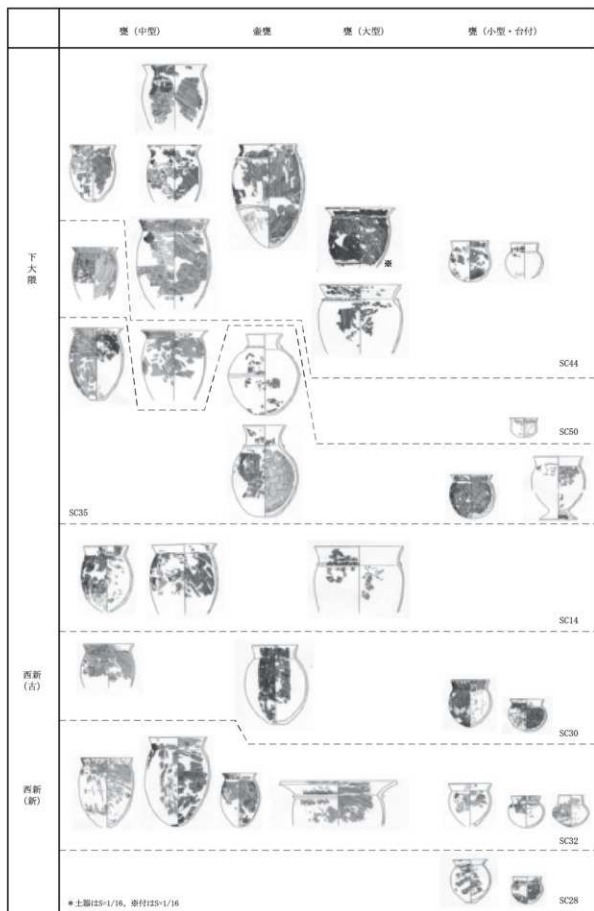 甕（中型）
壺甕
甕（大型）
甕（小型・台付）
下大隈
※
SC44
SC50
SC35
SC14
西新（古）
SC30
西新（新）
SC32
SC28
＊土器はS=1/16、※付はS=1/16